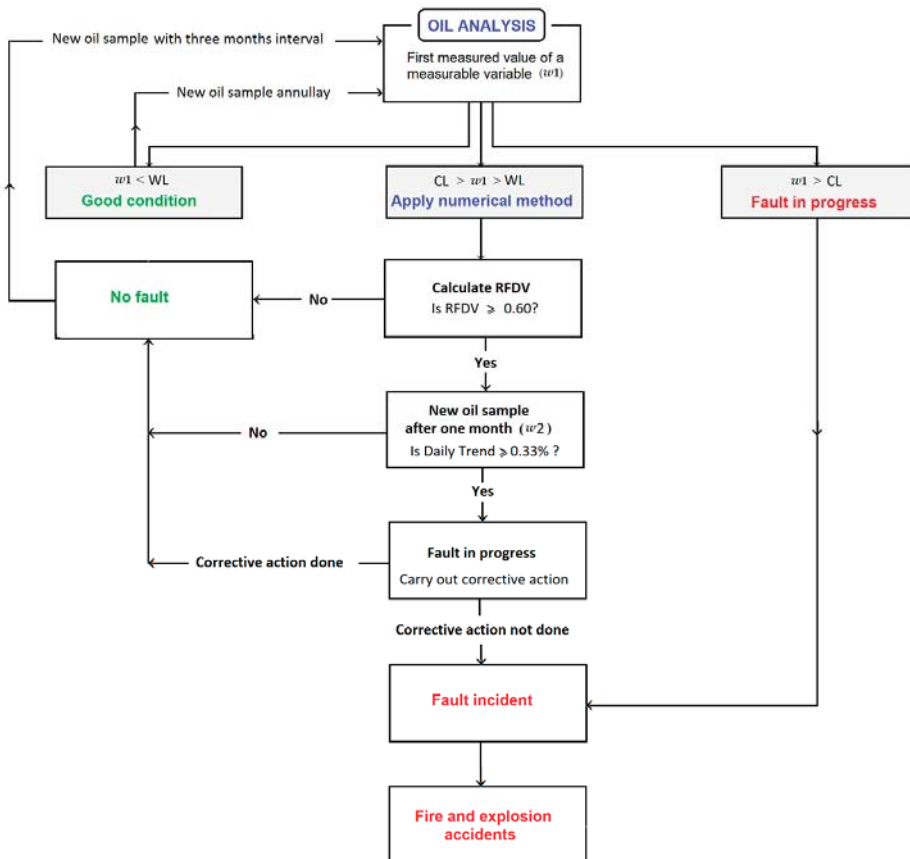 OIL ANALYSIS
First measured value of a
measurable variable (w1)
New oil sample with three months interval
New oil sample annullay
w1 < WL
Good condition
CL > w1 > WL
Apply numerical method
w1 > CL
Fault in progress
No fault
No
Calculate RFDV
Is RFDV ⩾ 0.60?
Yes
New oil sample
after one month (w2)
Is Daily Trend ⩾ 0.33% ?
No
Yes
Fault in progress
Carry out corrective action
Corrective action done
Corrective action not done
Fault incident
Fire and explosion
accidents